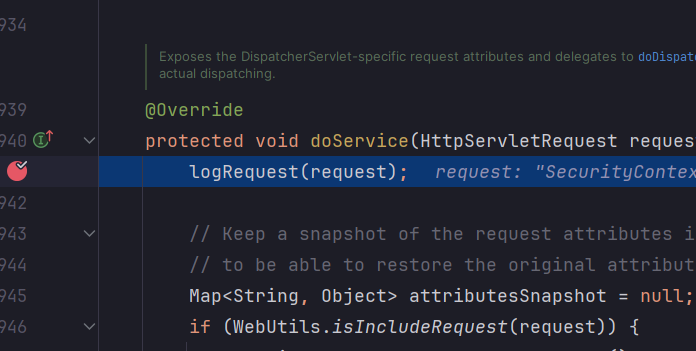 934
Exposes the DispatcherServlet-specific request attributes and delegates to doDispat
actual dispatching.
939 @Override
940 protected void doService(HttpServletRequest reques
logRequest(request); request: "SecurityContex
942
943 // Keep a snapshot of the request attributes i
944 // to be able to restore the original attribut
945 Map<String, Object> attributesSnapshot = null;
946 if (WebUtils.isIncludeRequest(request)) {